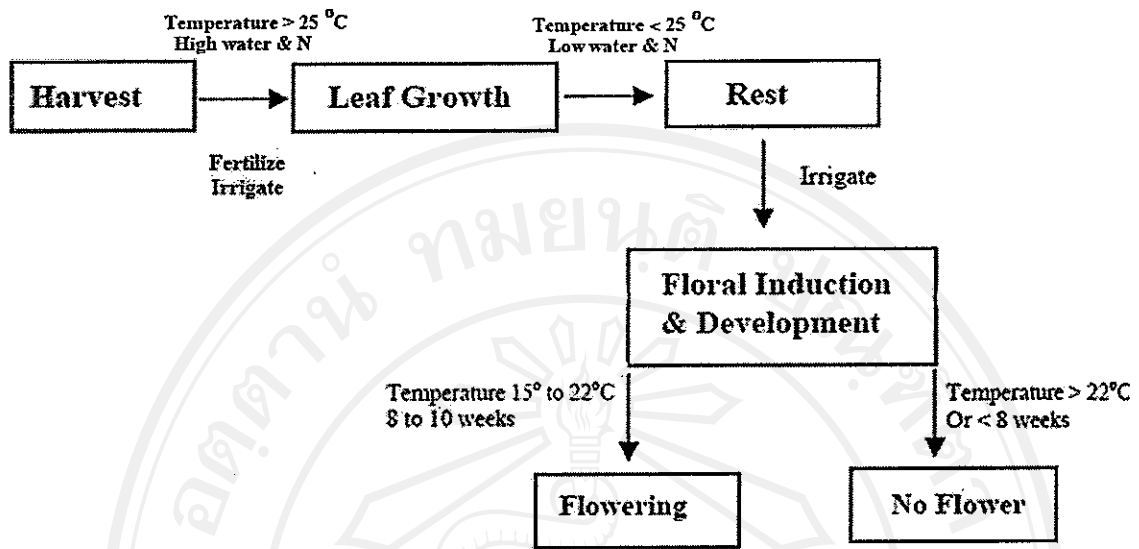 Temperature > 25 °C
High water & N
Temperature < 25 °C
Low water & N
Harvest
Leaf Growth
Rest
Fertilize
Irrigate
Irrigate
Floral Induction
& Development
Temperature 15° to 22°C
8 to 10 weeks
Temperature > 22°C
Or < 8 weeks
Flowering
No Flower